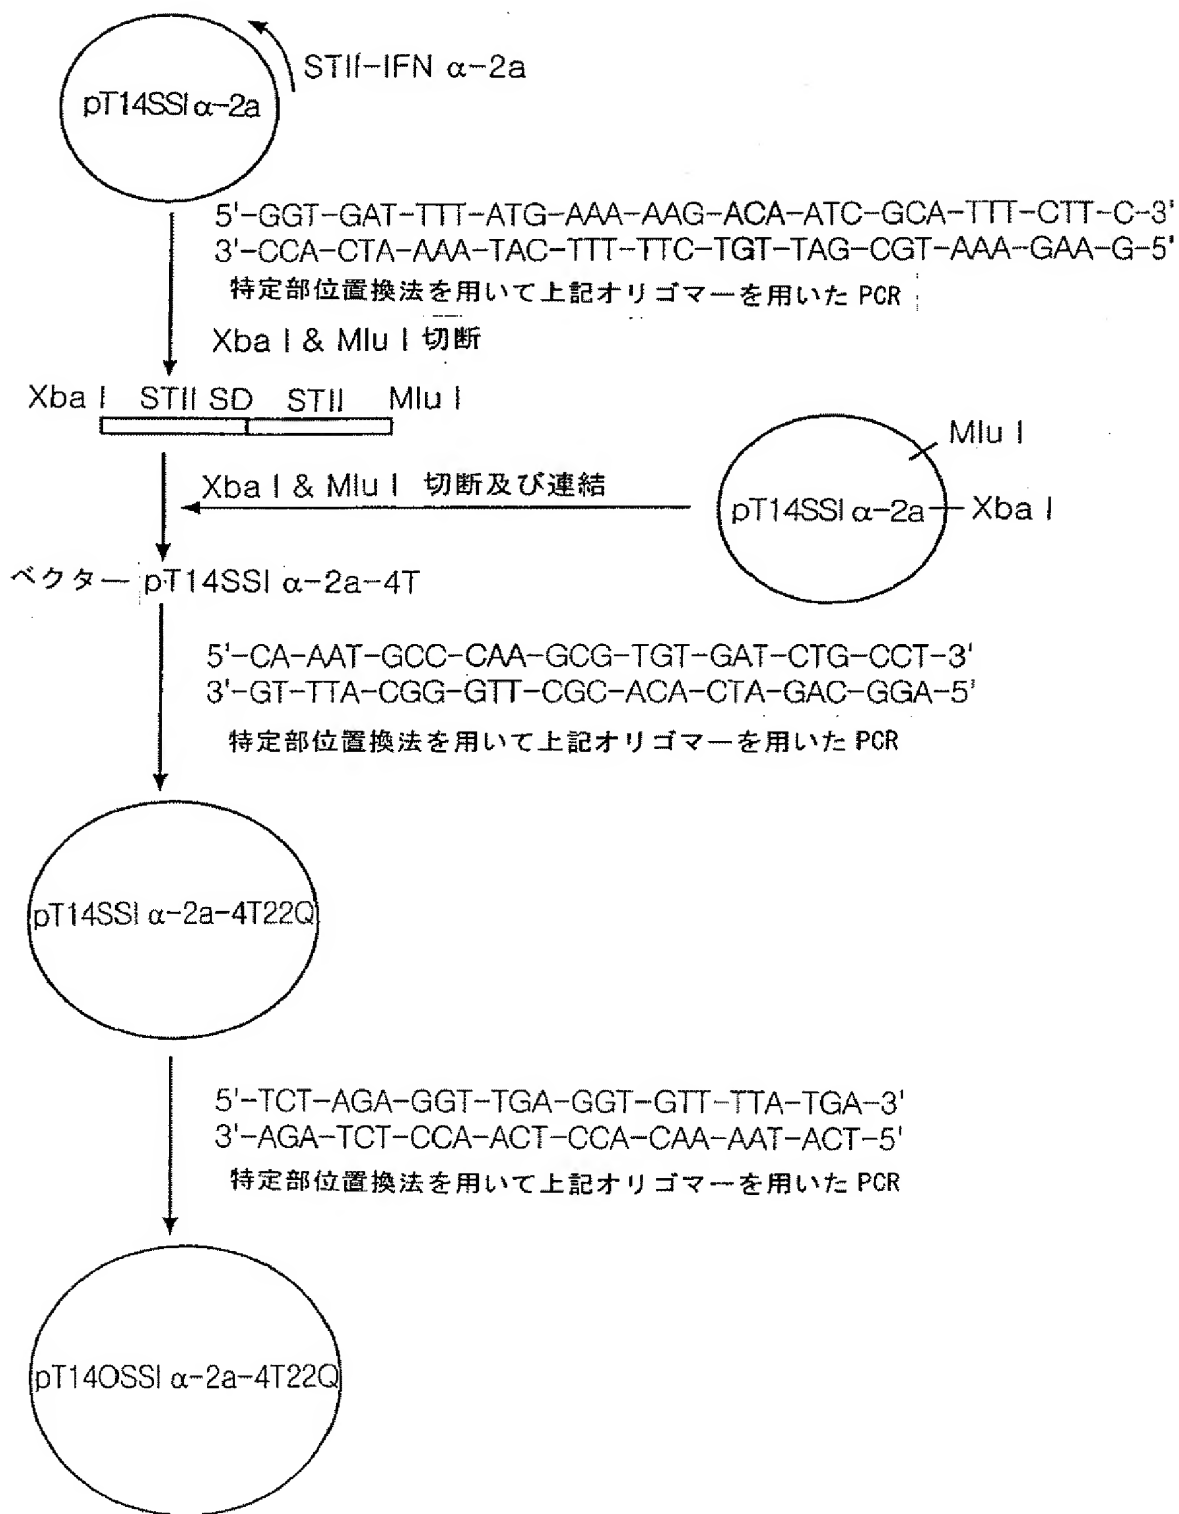 STII-IFN α-2a
pT14SSI α-2a
5'-GGT-GAT-TTT-ATG-AAA-AAG-ACA-ATC-GCA-TTT-CTT-C-3'
3'-CCA-CTA-AAA-TAC-TTT-TTC-TGT-TAG-CGT-AAA-GAA-G-5'
特定部位置換法を用いて上記オリゴマーを用いた PCR
Xba I & Mlu I 切断
Xba I STII SD STII Mlu I
Mlu I
Xba I & Mlu I 切断及び連結
pT14SSI α-2a Xba I
ベクター pT14SSI α-2a-4T
5'-CA-AAT-GCC-CAA-GCG-TGT-GAT-CTG-CCT-3'
3'-GT-TTA-CGG-GTT-CGC-ACA-CTA-GAC-GGA-5'
特定部位置換法を用いて上記オリゴマーを用いた PCR
pT14SSI α-2a-4T22Q
5'-TCT-AGA-GGT-TGA-GGT-GTT-TTA-TGA-3'
3'-AGA-TCT-CCA-ACT-CCA-CAA-AAT-ACT-5'
特定部位置換法を用いて上記オリゴマーを用いた PCR
pT14OSSI α-2a-4T22Q